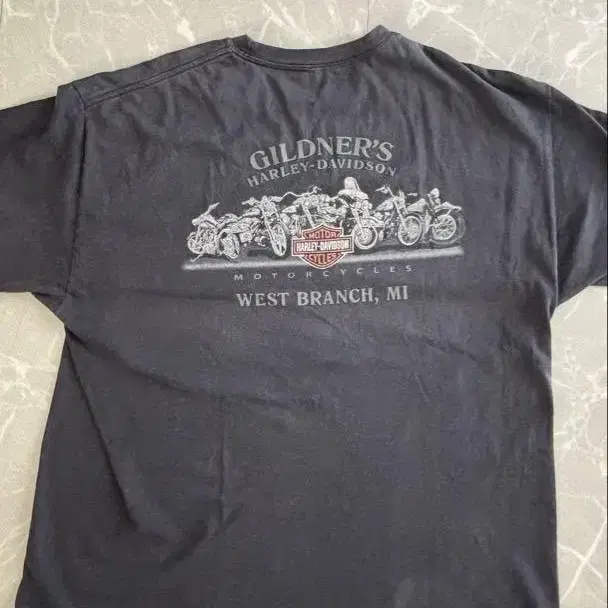 GILDNER'S
HARLEY-DAVIDSON
MOTOR
HARLEY-DAVIDSON
CYCLES
MOTORCYCLES
WEST BRANCH, MI